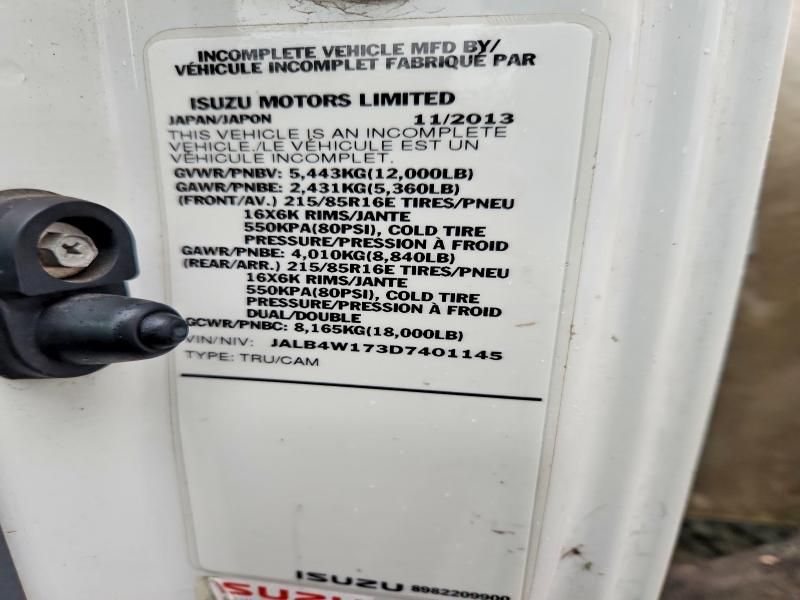 INCOMPLETE VEHICLE MFD BY/
VÉHICULE INCOMPLET FABRIQUÉ PAR
ISUZU MOTORS LIMITED
JAPAN/JAPON 11/2013
THIS VEHICLE IS AN INCOMPLETE
VEHICLE./LE VÉHICULE EST UN
VÉHICULE INCOMPLET.
GVWR/PNBV: 5,443KG(12,000LB)
GAWR/PNBE: 2,431KG(5,360LB)
(FRONT/AV.) 215/85R16E TIRES/PNEU
16X6K RIMS/JANTE
550KPA(80PSI), COLD TIRE
PRESSURE/PRESSION À FROID
GAWR/PNBE: 4,010KG(8,840LB)
(REAR/ARR.) 215/85R16E TIRES/PNEU
16X6K RIMS/JANTE
550KPA(80PSI), COLD TIRE
PRESSURE/PRESSION À FROID
DUAL/DOUBLE
GCWR/PNBC: 8,165KG(18,000LB)
VIN/NIV: JALB4W173D7401145
TYPE: TRU/CAM
ISUZU 8982209900
ISUZU